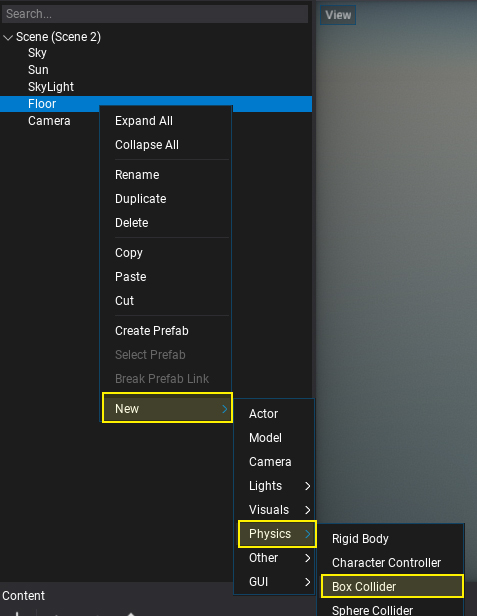 Search...
View
Scene (Scene 2)
Sky
Sun
SkyLight
Floor
Camera
Expand All
Collapse All
Rename
Duplicate
Delete
Copy
Paste
Cut
Create Prefab
Select Prefab
Break Prefab Link
New
Actor
Model
Camera
Lights
Visuals
Physics
Other
GUI
Rigid Body
Character Controller
Box Collider
Sphere Collider
Content